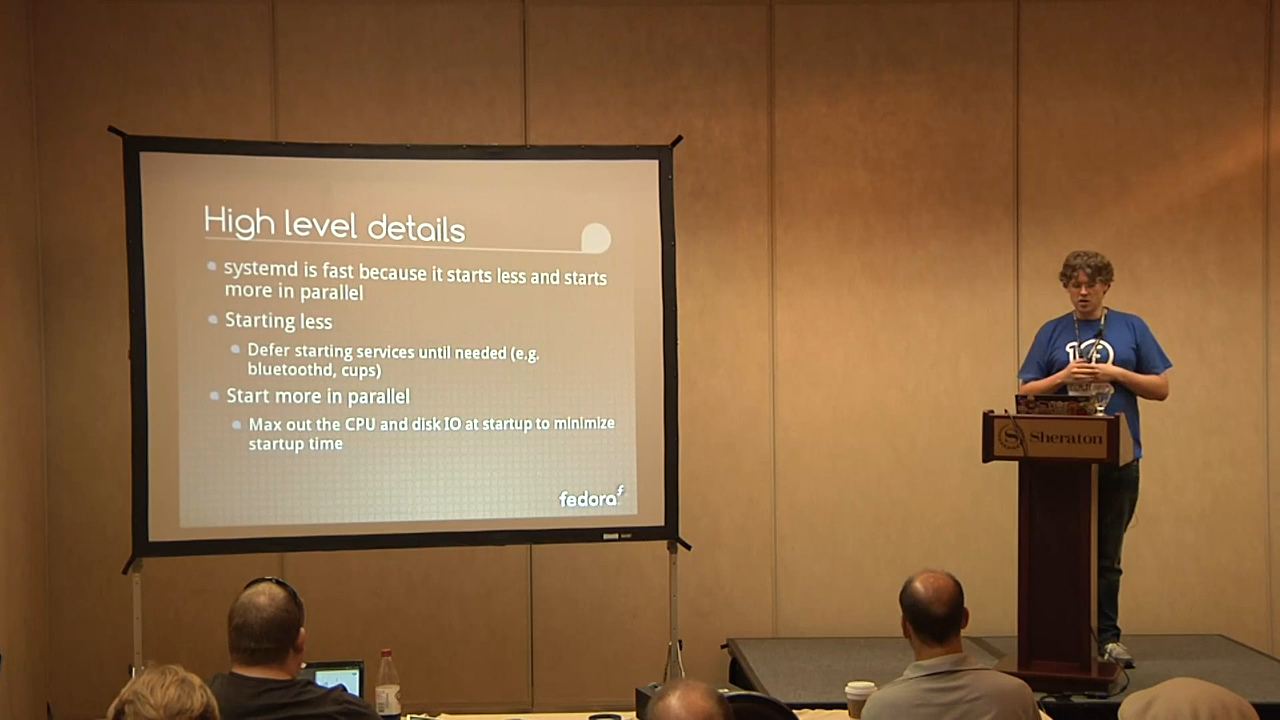 High level details
systemd is fast because it starts less and starts
more in parallel
Starting less
Defer starting services until needed (e.g.
bluetoothd, cups)
Start more in parallel
Max out the CPU and disk IO at startup to minimize
startup time
fedora
Sheraton